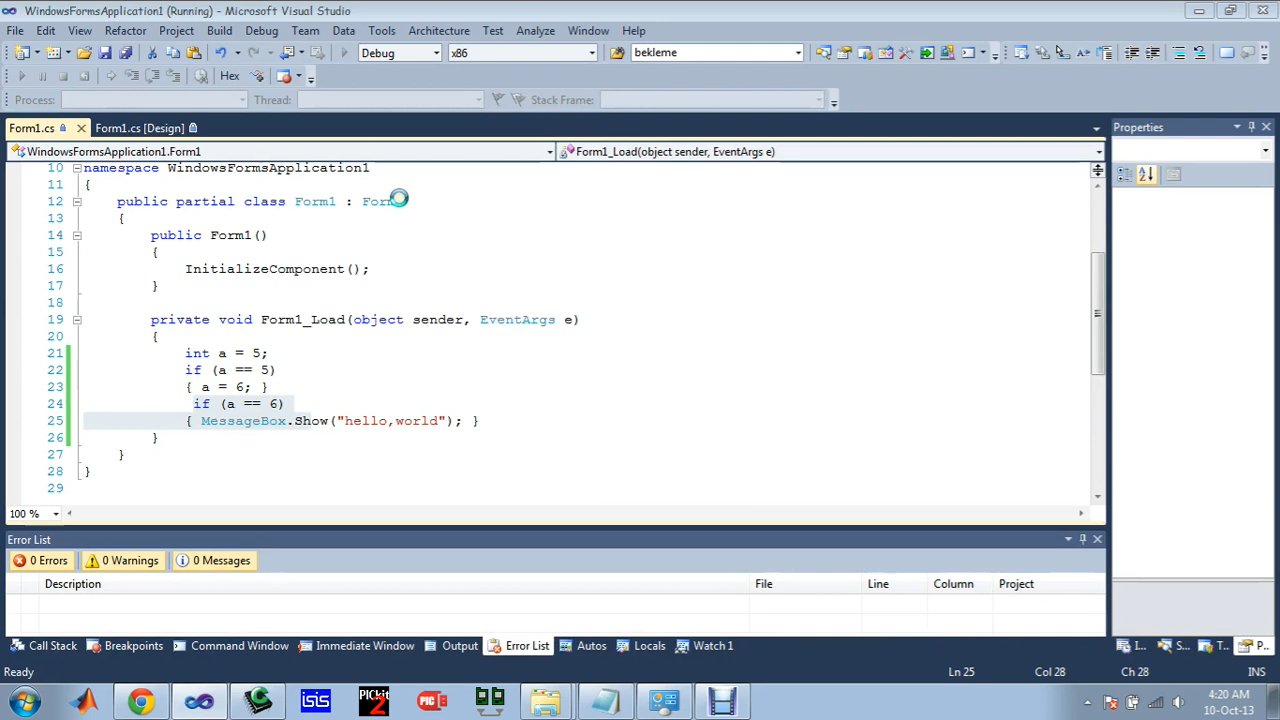 WindowsFormsApplication1 (Running) - Microsoft Visual Studio
File Edit View Refactor Project Build Debug Team Data Tools Architecture Test Analyze Window Help
Debug x86 bekleme
Hex
Process: Thread: Stack Frame:
Form1.cs Form1.cs [Design] Properties
WindowsFormsApplication1.Form1 Form1_Load(object sender, EventArgs e)
10 namespace WindowsFormsApplication1
11 {
12 public partial class Form1 : Form
13 {
14 public Form1()
15 {
16 InitializeComponent();
17 }
18
19 private void Form1_Load(object sender, EventArgs e)
20 {
21 int a = 5;
22 if (a == 5)
23 { a = 6; }
24 if (a == 6)
25 { MessageBox.Show("hello,world"); }
26 }
27 }
28 }
29
100 %
Error List
0 Errors 0 Warnings 0 Messages
Description File Line Column Project
Call Stack Breakpoints Command Window Immediate Window Output Error List Autos Locals Watch 1 I... S... T... P..
Ready Ln 25 Col 28 Ch 28 INS
PICkit 2 isis PIC
4:20 AM
10-Oct-13